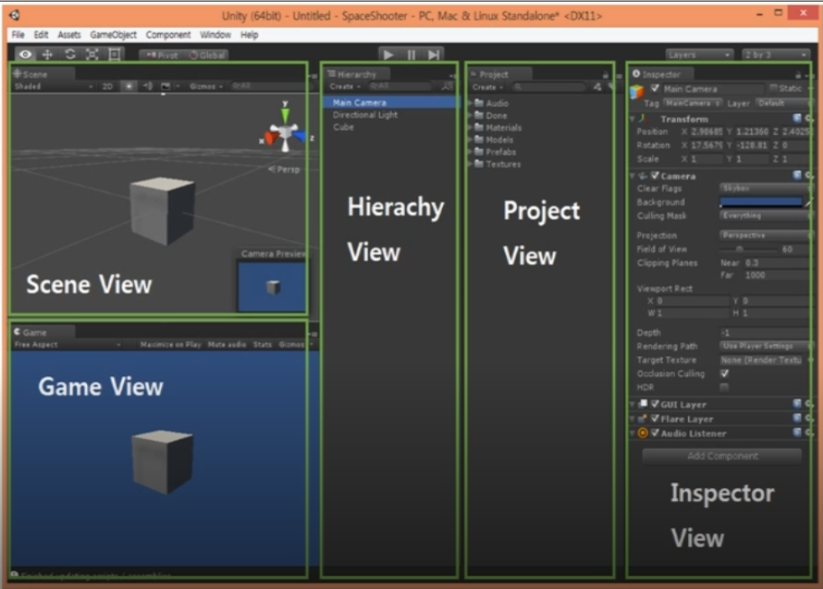 Unity (64bit) - Untitled - SpaceShooter - PC, Mac & Linux Standalone* <DX11>
File Edit Assets GameObject Component Window Help
Pivot Global
Layers 2 by 3
Scene
Shaded 2D Gizmos All
y
x z
Persp
Camera Preview
Scene View
Game
Free Aspect Maximize on Play Mute audio Stats Gizmos
Game View
Finished updating scripts / assemblies
Hierarchy
Create All
Main Camera
Directional Light
Cube
Hierachy
View
Project
Create
Audio
Done
Materials
Models
Prefabs
Textures
Project
View
Inspector
Main Camera Static
Tag MainCamera Layer Default
Transform
Position X 2.98685 Y 1.21360 Z 2.4025
Rotation X 17.5679 Y -128.81 Z 0
Scale X 1 Y 1 Z 1
Camera
Clear Flags Skybox
Background
Culling Mask Everything
Projection Perspective
Field of View 60
Clipping Planes Near 0.3
Far 1000
Viewport Rect
X 0 Y 0
W 1 H 1
Depth -1
Rendering Path Use Player Settings
Target Texture None (Render Textu
Occlusion Culling
HDR
GUI Layer
Flare Layer
Audio Listener
Add Component
Inspector
View